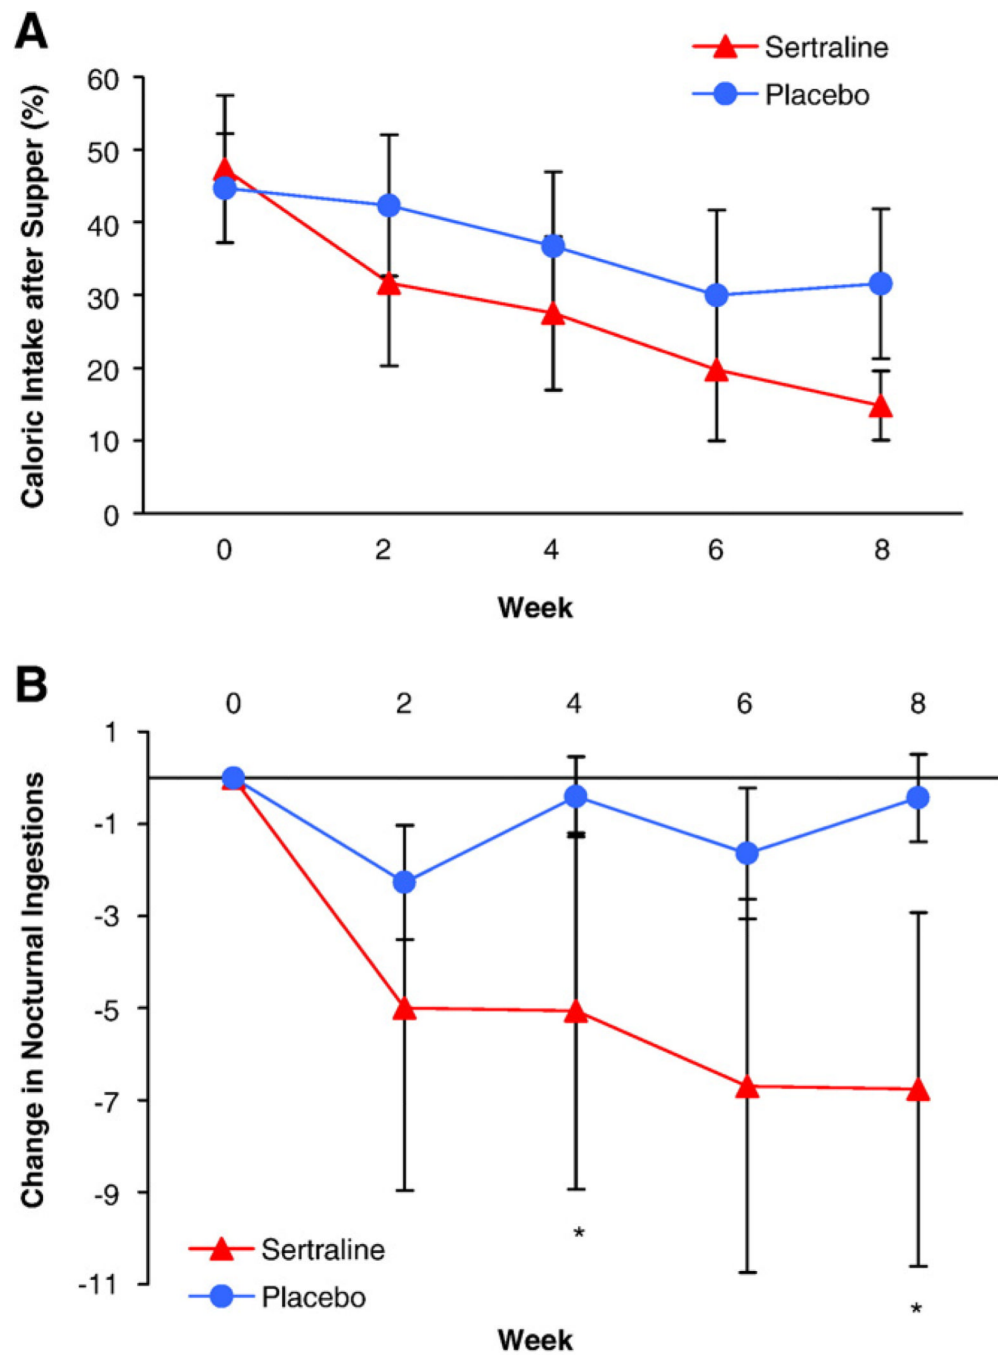 A
Sertraline
Placebo
Caloric Intake after Supper (%)
60
50
40
30
20
10
0
0 2 4 6 8
Week
B
0 2 4 6 8
Change in Nocturnal Ingestions
1
-1
-3
-5
-7
-9
-11
*
*
Sertraline
Placebo
Week